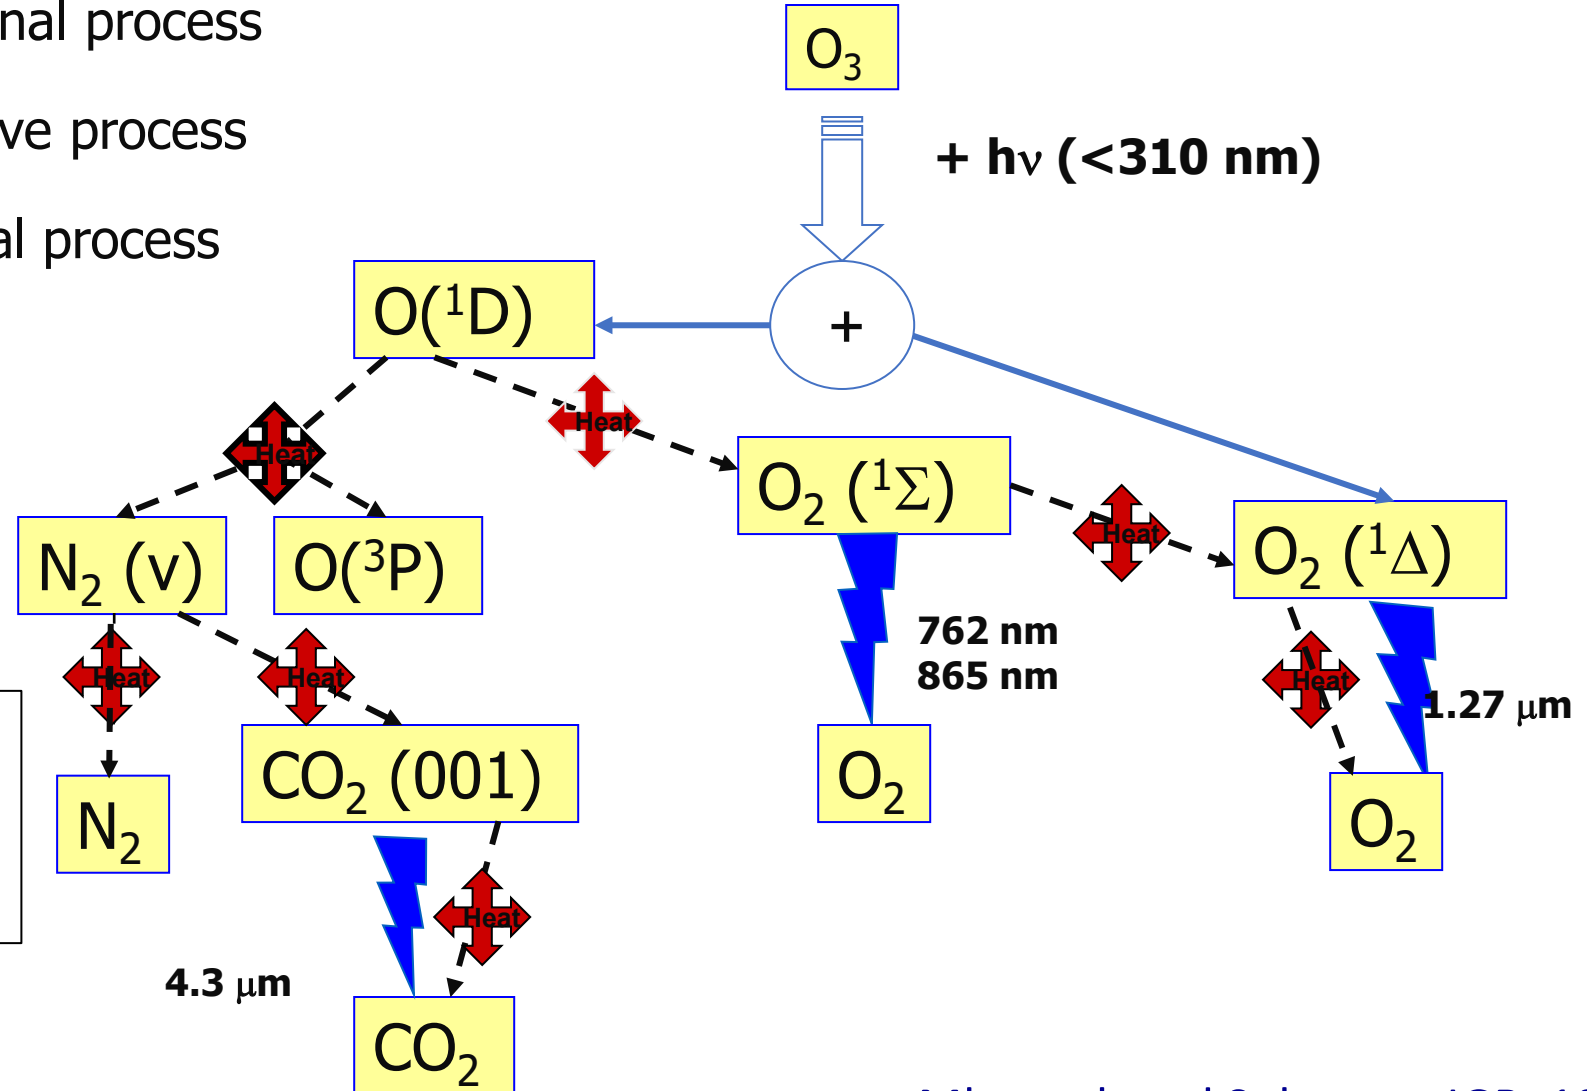 nal process
ve process
al process
O₃
+ hν (<310 nm)
O(¹D)
+
Heat
Heat
O₂ (¹Σ)
Heat
O₂ (¹Δ)
N₂ (v)
O(³P)
Heat
Heat
762 nm
865 nm
Heat
1.27 μm
CO₂ (001)
O₂
O₂
N₂
Heat
4.3 μm
CO₂